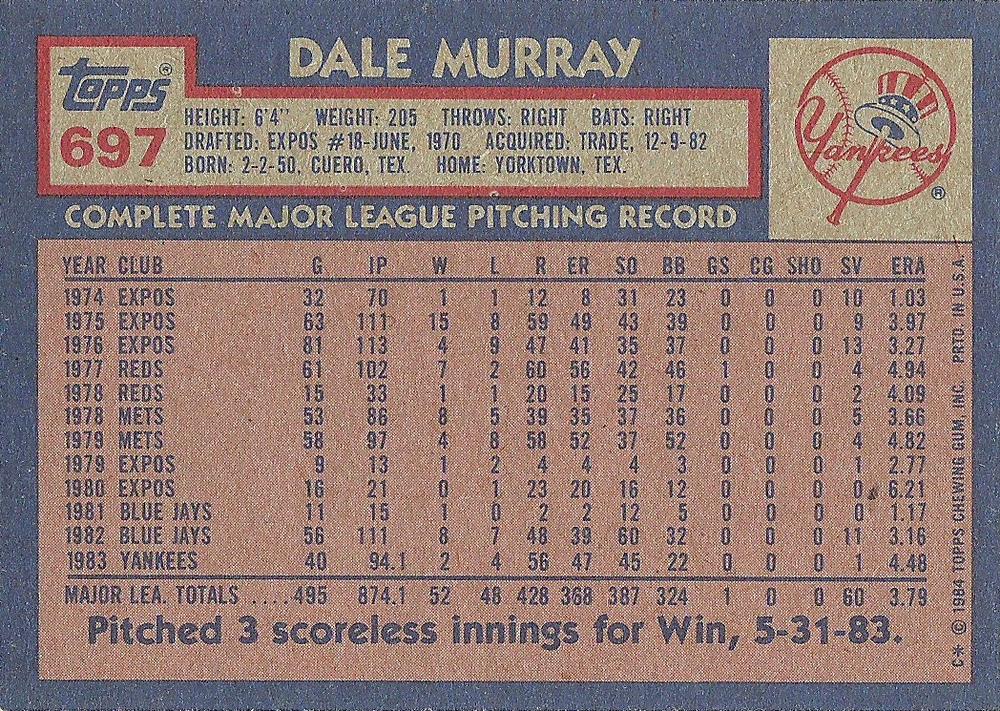 DALE MURRAY
Topps®
697
HEIGHT: 6'4" WEIGHT: 205 THROWS: RIGHT BATS: RIGHT
DRAFTED: EXPOS #18-JUNE, 1970 ACQUIRED: TRADE, 12-9-82
BORN: 2-2-50, CUERO, TEX. HOME: YORKTOWN, TEX.
Yankees ®
COMPLETE MAJOR LEAGUE PITCHING RECORD
YEAR CLUB G IP W L R ER SO BB GS CG SHO SV ERA
1974 EXPOS 32 70 1 1 12 8 31 23 0 0 0 10 1.03
1975 EXPOS 63 111 15 8 59 49 43 39 0 0 0 9 3.97
1976 EXPOS 81 113 4 9 47 41 35 37 0 0 0 13 3.27
1977 REDS 61 102 7 2 60 56 42 46 1 0 0 4 4.94
1978 REDS 15 33 1 1 20 15 25 17 0 0 0 2 4.09
1978 METS 53 86 8 5 39 35 37 36 0 0 0 5 3.66
1979 METS 58 97 4 8 58 52 37 52 0 0 0 4 4.82
1979 EXPOS 9 13 1 2 4 4 4 3 0 0 0 1 2.77
1980 EXPOS 16 21 0 1 23 20 16 12 0 0 0 0 6.21
1981 BLUE JAYS 11 15 1 0 2 2 12 5 0 0 0 0 1.17
1982 BLUE JAYS 56 111 8 7 48 39 60 32 0 0 0 11 3.16
1983 YANKEES 40 94.1 2 4 56 47 45 22 0 0 0 1 4.48
MAJOR LEA. TOTALS ....495 874.1 52 48 428 368 387 324 1 0 0 60 3.79
Pitched 3 scoreless innings for Win, 5-31-83.
C* © 1984 TOPPS CHEWING GUM, INC. PRTD. IN U.S.A.